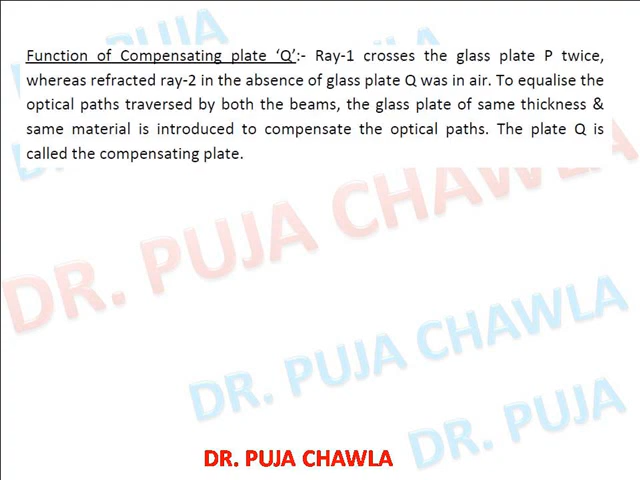 Function of Compensating plate ‘Q’:- Ray-1 crosses the glass plate P twice,
whereas refracted ray-2 in the absence of glass plate Q was in air. To equalise the
optical paths traversed by both the beams, the glass plate of same thickness &
same material is introduced to compensate the optical paths. The plate Q is
called the compensating plate.
DR. PUJA CHAWLA
DR. PUJA CHAWLA
DR. PUJA
DR. PUJA CHAWLA